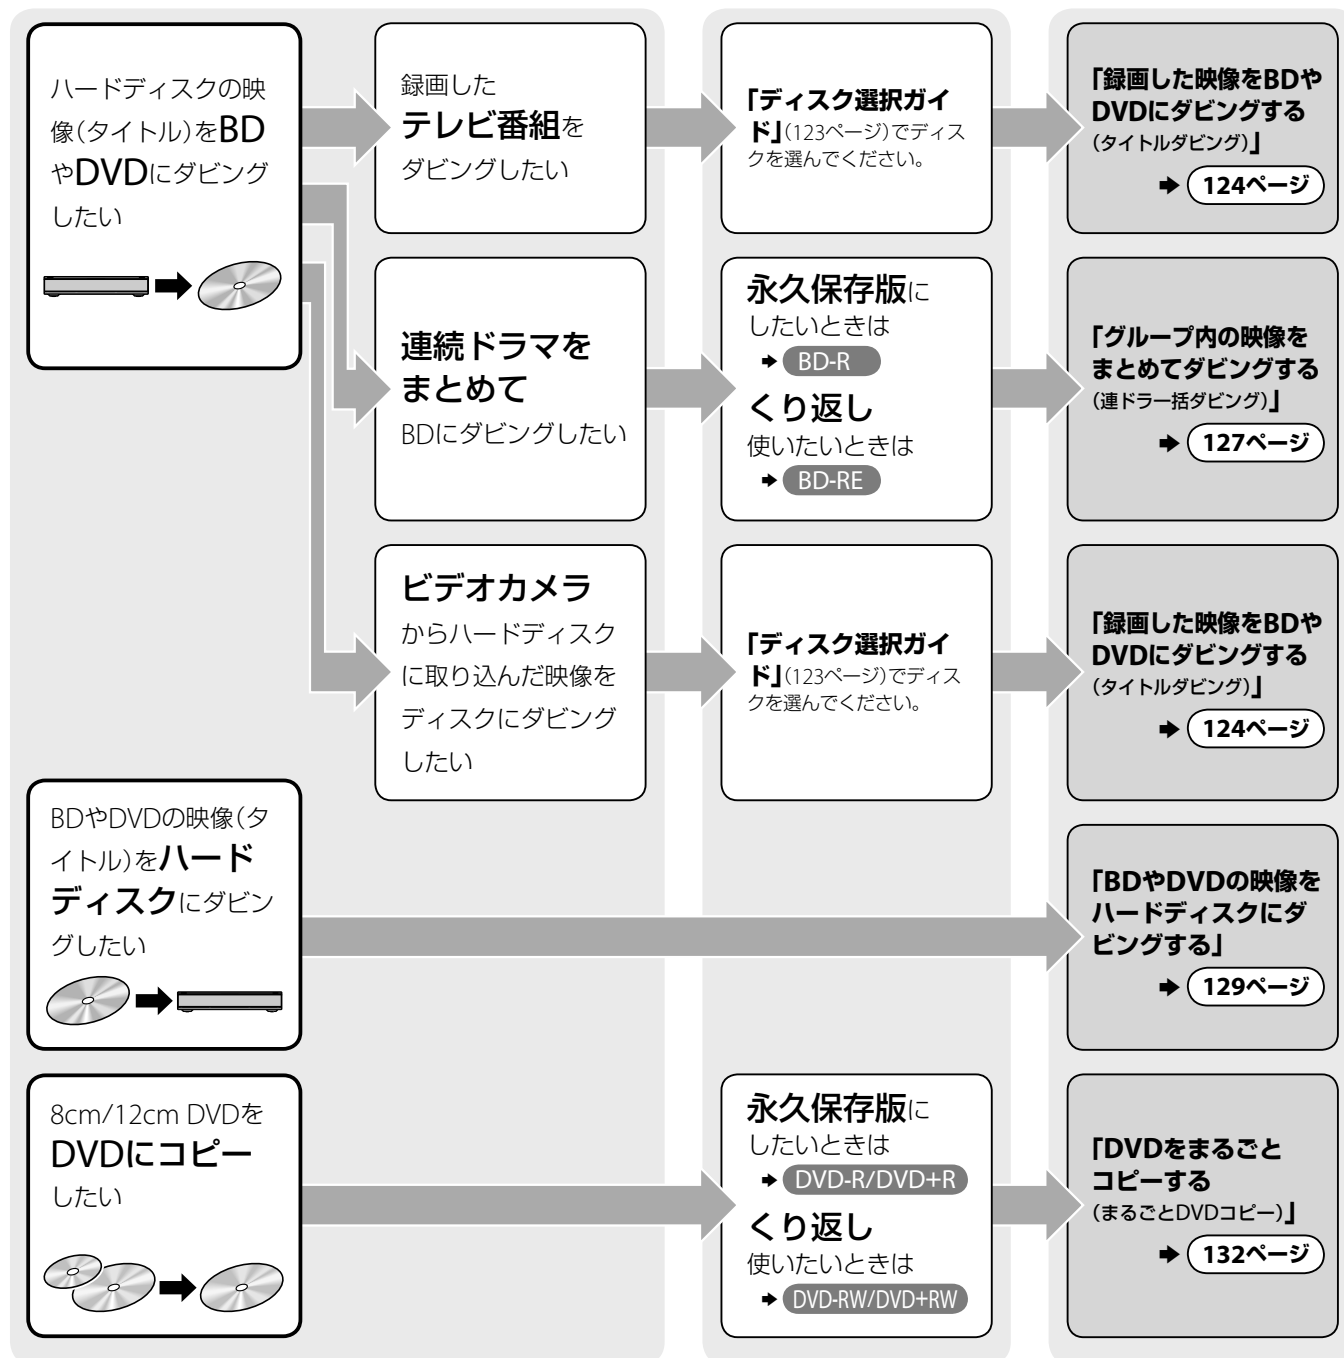 ハードディスクの映
像(タイトル)をBD
やDVDにダビング
したい
録画した
テレビ番組を
ダビングしたい
「ディスク選択ガイ
ド」(123ページ)でディス
クを選んでください。
「録画した映像をBDや
DVDにダビングする
(タイトルダビング)」
➡ 124ページ
連続ドラマを
まとめて
BDにダビングしたい
永久保存版に
したいときは
➡ BD-R
くり返し
使いたいときは
➡ BD-RE
「グループ内の映像を
まとめてダビングする
(連ドラ一括ダビング)」
➡ 127ページ
ビデオカメラ
からハードディスク
に取り込んだ映像を
ディスクにダビング
したい
「ディスク選択ガイ
ド」(123ページ)でディス
クを選んでください。
「録画した映像をBDや
DVDにダビングする
(タイトルダビング)」
➡ 124ページ
BDやDVDの映像(タ
イトル)をハード
ディスクにダビン
グしたい
「BDやDVDの映像を
ハードディスクにダ
ビングする」
➡ 129ページ
8cm/12cm DVDを
DVDにコピー
したい
永久保存版に
したいときは
➡ DVD-R/DVD+R
くり返し
使いたいときは
➡ DVD-RW/DVD+RW
「DVDをまるごと
コピーする
(まるごとDVDコピー)」
➡ 132ページ